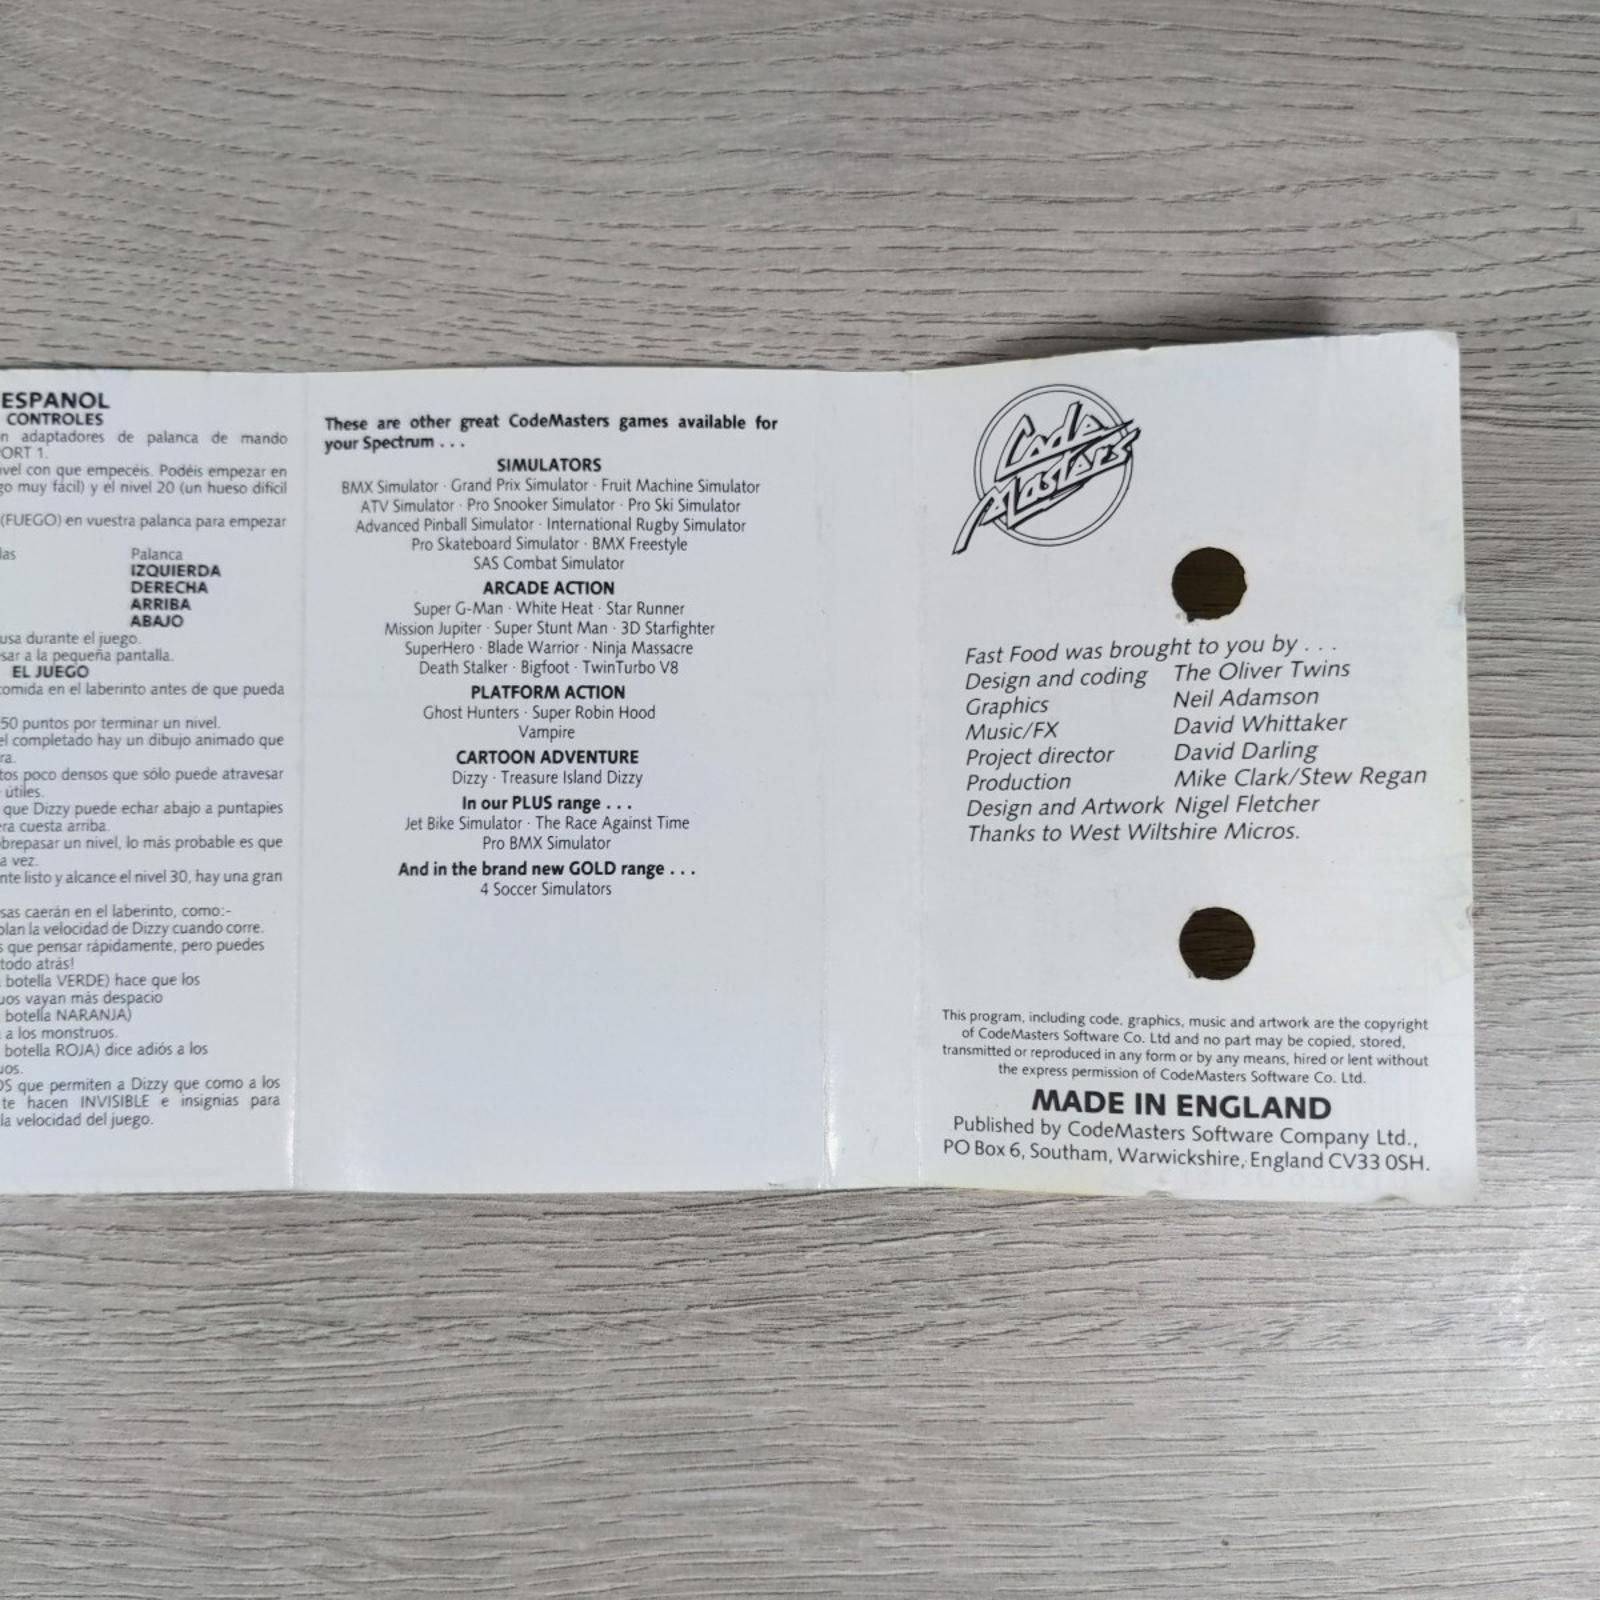 ESPANOL
CONTROLES
n adaptadores de palanca de mando
ORT 1.
ivel con que empecéis. Podéis empezar en
go muy fácil) y el nivel 20 (un hueso difícil
(FUEGO) en vuestra palanca para empezar
las Palanca
IZQUIERDA
DERECHA
ARRIBA
ABAJO
usa durante el juego.
sar a la pequeña pantalla.
EL JUEGO
comida en el laberinto antes de que pueda
50 puntos por terminar un nivel.
el completado hay un dibujo animado que
ra.
tos poco densos que sólo puede atravesar
útiles.
que Dizzy puede echar abajo a puntapies
era cuesta arriba.
brepasar un nivel, lo más probable es que
a vez.
nte listo y alcance el nivel 30, hay una gran
sas caerán en el laberinto, como:-
blan la velocidad de Dizzy cuando corre.
s que pensar rápidamente, pero puedes
todo atrás!
botella VERDE) hace que los
uos vayan más despacio
botella NARANJA)
a los monstruos.
botella ROJA) dice adiós a los
uos.
OS que permiten a Dizzy que como a los
te hacen INVISIBLE e insignias para
la velocidad del juego.
These are other great CodeMasters games available for
your Spectrum . . .
SIMULATORS
BMX Simulator · Grand Prix Simulator · Fruit Machine Simulator
ATV Simulator · Pro Snooker Simulator · Pro Ski Simulator
Advanced Pinball Simulator · International Rugby Simulator
Pro Skateboard Simulator · BMX Freestyle
SAS Combat Simulator
ARCADE ACTION
Super G-Man · White Heat · Star Runner
Mission Jupiter · Super Stunt Man · 3D Starfighter
SuperHero · Blade Warrior · Ninja Massacre
Death Stalker · Bigfoot · TwinTurbo V8
PLATFORM ACTION
Ghost Hunters · Super Robin Hood
Vampire
CARTOON ADVENTURE
Dizzy · Treasure Island Dizzy
In our PLUS range . . .
Jet Bike Simulator · The Race Against Time
Pro BMX Simulator
And in the brand new GOLD range . . .
4 Soccer Simulators
Code
Masters
Fast Food was brought to you by . . .
Design and coding The Oliver Twins
Graphics Neil Adamson
Music/FX David Whittaker
Project director David Darling
Production Mike Clark/Stew Regan
Design and Artwork Nigel Fletcher
Thanks to West Wiltshire Micros.
This program, including code, graphics, music and artwork are the copyright
of CodeMasters Software Co. Ltd and no part may be copied, stored,
transmitted or reproduced in any form or by any means, hired or lent without
the express permission of CodeMasters Software Co. Ltd.
MADE IN ENGLAND
Published by CodeMasters Software Company Ltd.,
PO Box 6, Southam, Warwickshire, England CV33 0SH.